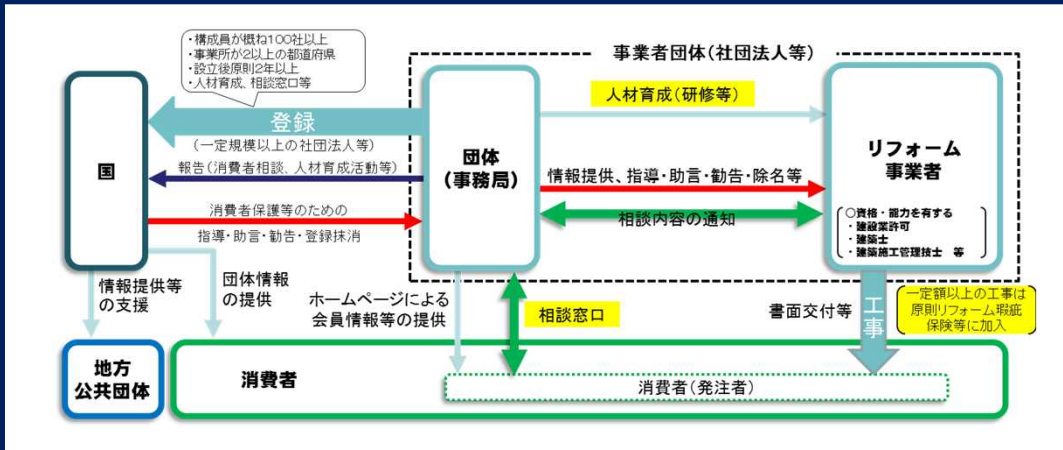 ・構成員が概ね100社以上
・事業所が2以上の都道府県
・設立後原則2年以上
・人材育成、相談窓口等
事業者団体(社団法人等)
登録
(一定規模以上の社団法人等)
国
報告(消費者相談、人材育成活動等)
消費者保護等のための
指導・助言・勧告・登録抹消
団体
(事務局)
人材育成(研修等)
情報提供、指導・助言・勧告・除名等
相談内容の通知
リフォーム
事業者
○資格・能力を有する
・建設業許可
・建築士
・建築施工管理技士 等
情報提供等
の支援
団体情報
の提供
ホームページによる
会員情報等の提供
相談窓口
書面交付等
工事
一定額以上の工事は
原則リフォーム瑕疵
保険等に加入
地方
公共団体
消費者
消費者(発注者)